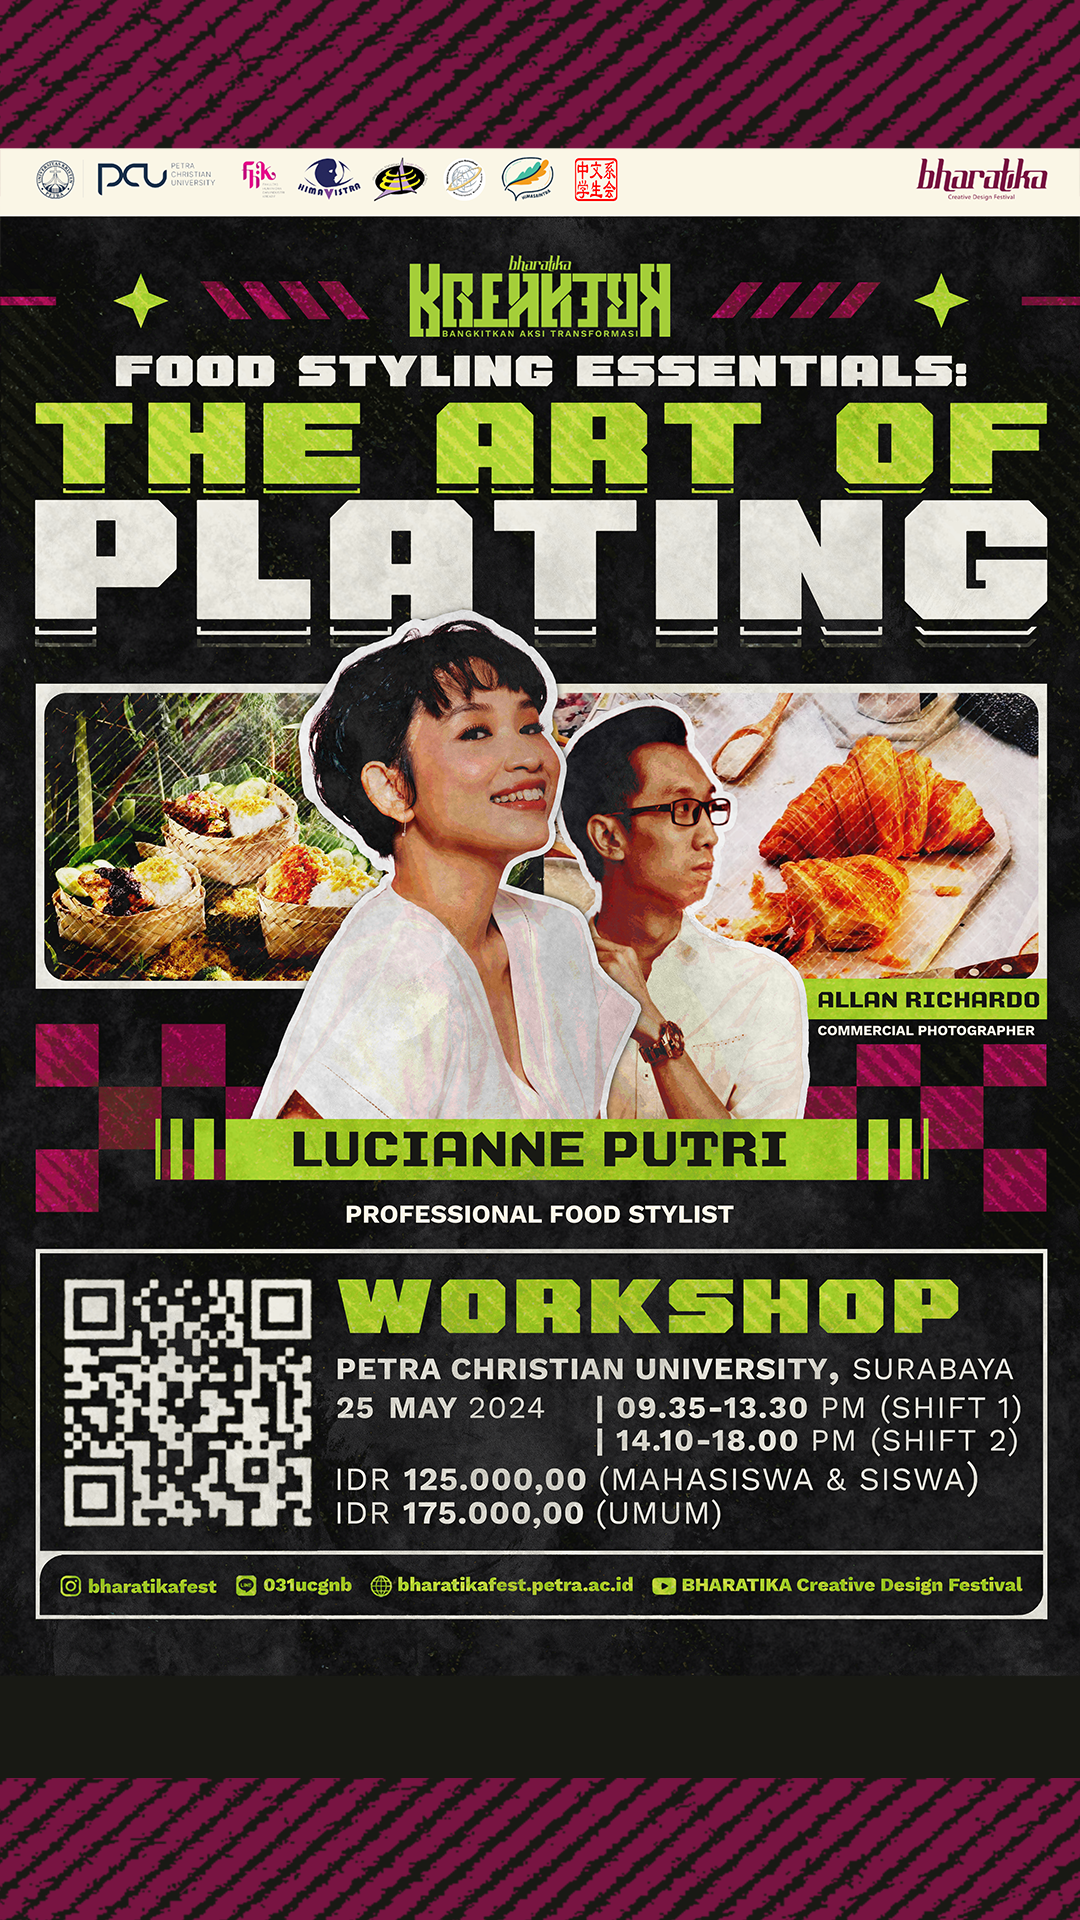 PCU PETRA
CHRISTIAN
UNIVERSITY
fhik
HIMAVISTRA
HIMASAINTRA
中文系
学生会
bharatika
Creative Design Festival
bharatika
KREAKTUR
BANGKITKAN AKSI TRANSFORMASI
FOOD STYLING ESSENTIALS:
THE ART OF
PLATING
ALLAN RICHARDO
COMMERCIAL PHOTOGRAPHER
LUCIANNE PUTRI
PROFESSIONAL FOOD STYLIST
WORKSHOP
PETRA CHRISTIAN UNIVERSITY, SURABAYA
25 MAY 2024 | 09.35-13.30 PM (SHIFT 1)
| 14.10-18.00 PM (SHIFT 2)
IDR 125.000,00 (MAHASISWA & SISWA)
IDR 175.000,00 (UMUM)
bharatikafest LINE 031ucgnb bharatikafest.petra.ac.id BHARATIKA Creative Design Festival